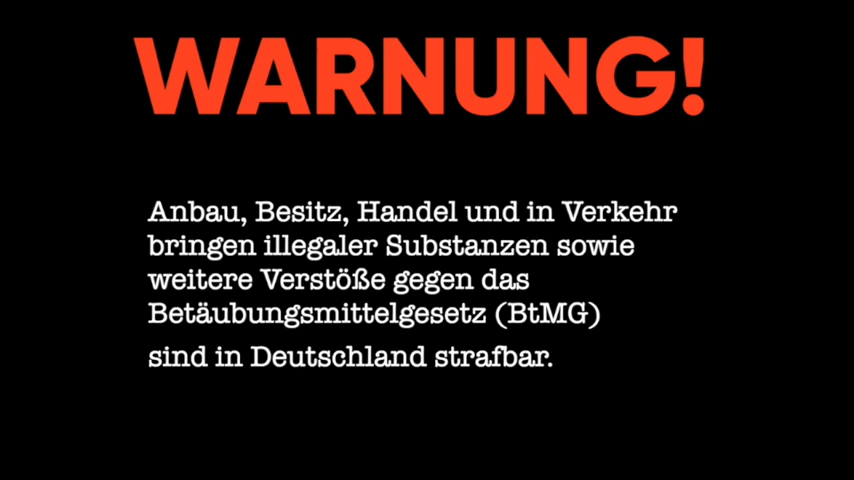 WARNUNG!
Anbau, Besitz, Handel und in Verkehr
bringen illegaler Substanzen sowie
weitere Verstöße gegen das
Betäubungsmittelgesetz (BtMG)
sind in Deutschland strafbar.